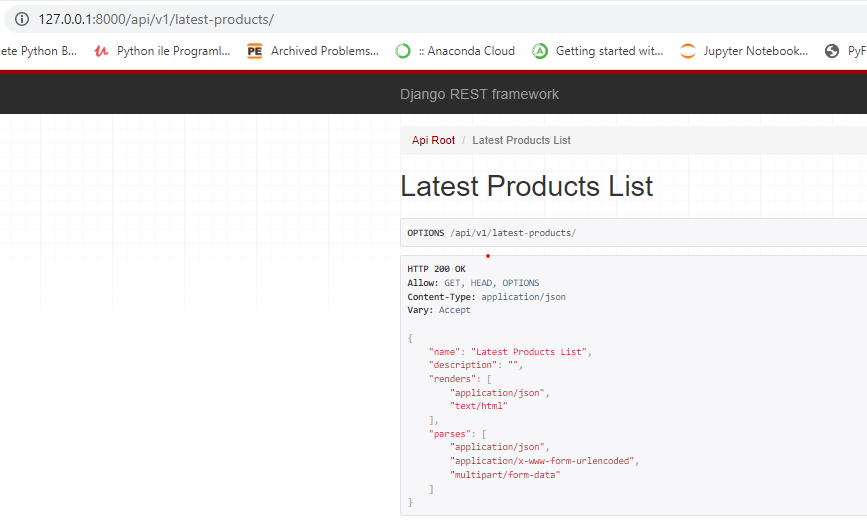 127.0.0.1:8000/api/v1/latest-products/
ete Python B... Python ile Programl... Archived Problems... :: Anaconda Cloud Getting started wit... Jupyter Notebook... PyF
Django REST framework
Api Root / Latest Products List
Latest Products List
OPTIONS /api/v1/latest-products/
HTTP 200 OK
Allow: GET, HEAD, OPTIONS
Content-Type: application/json
Vary: Accept
{
"name": "Latest Products List",
"description": "",
"renders": [
"application/json",
"text/html"
],
"parses": [
"application/json",
"application/x-www-form-urlencoded",
"multipart/form-data"
]
}